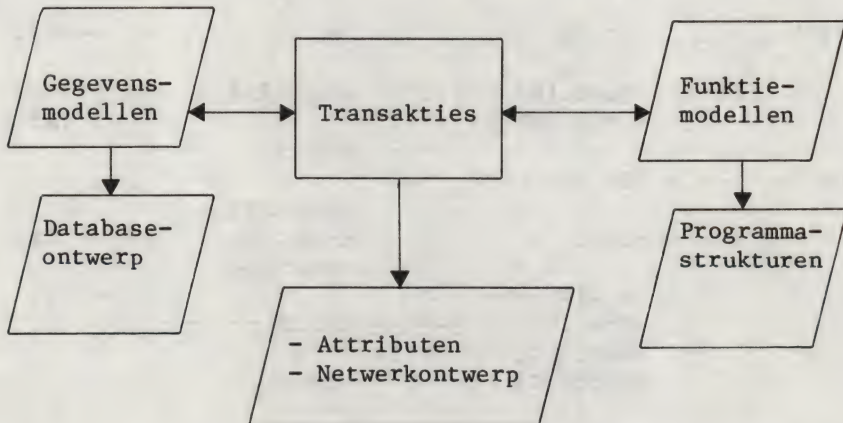 Gegevens-
modellen
Transakties
Funktie-
modellen
Database-
ontwerp
Programma-
strukturen
- Attributen
- Netwerkontwerp